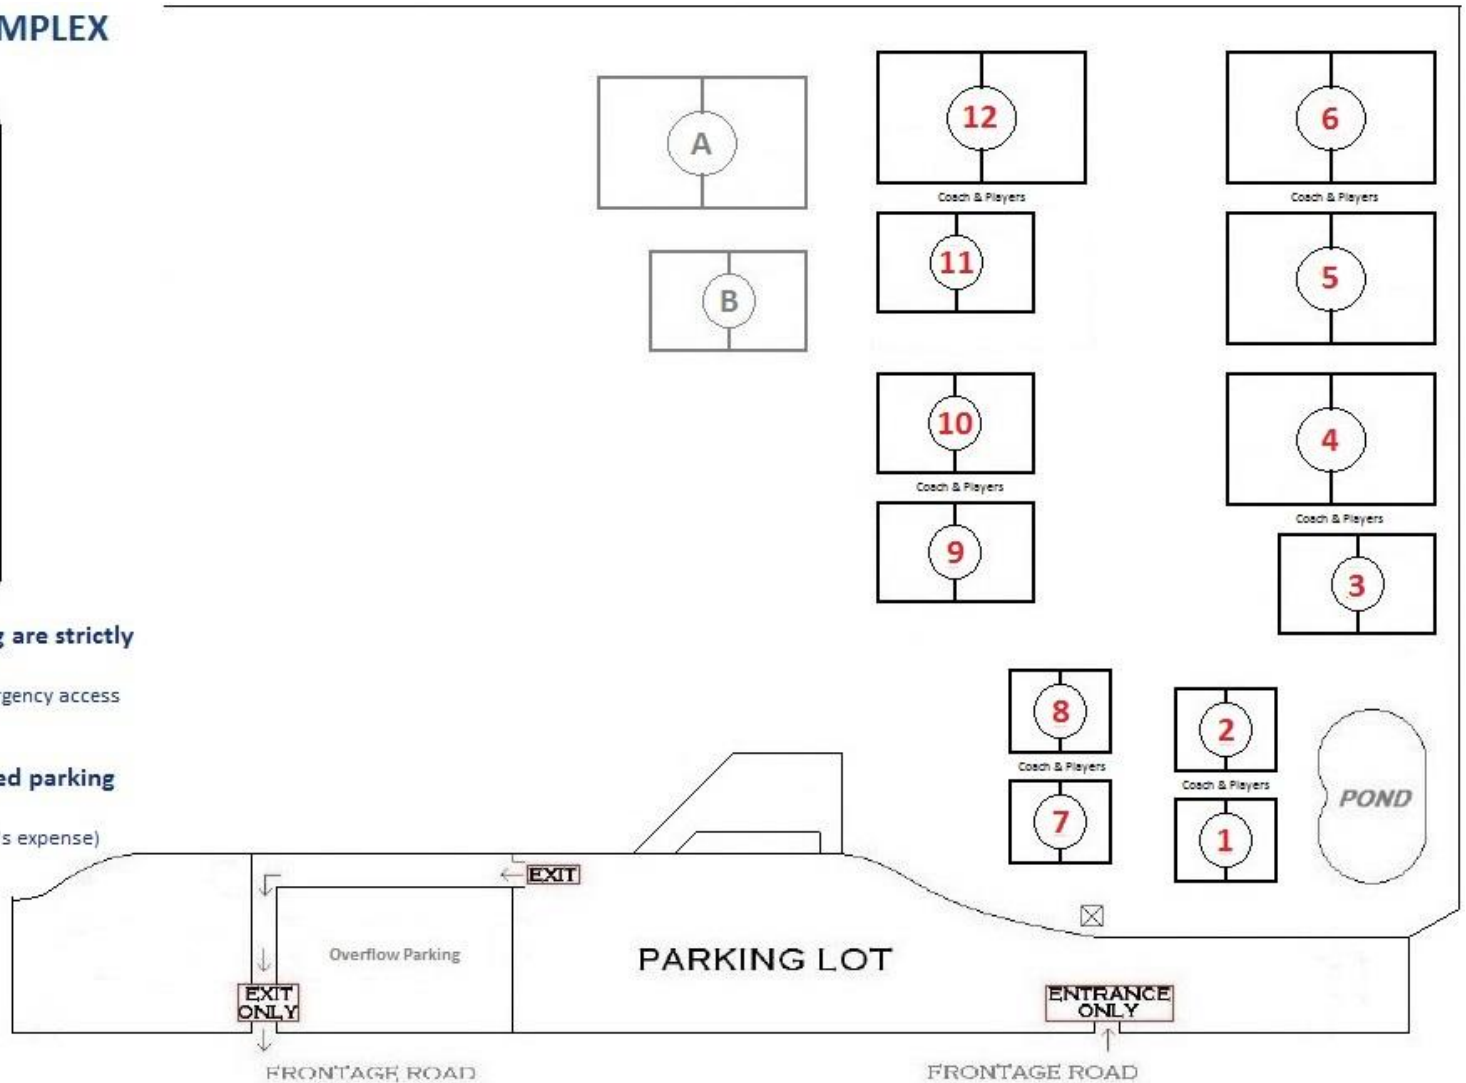 MPLEX
A
12
6
Coach & Players
Coach & Players
11
5
B
10
4
Coach & Players
Coach & Players
9
3
g are strictly
rgency access
8
2
Coach & Players
Coach & Players
ed parking
POND
7
1
's expense)
EXIT
Overflow Parking
PARKING LOT
EXIT
ONLY
ENTRANCE
ONLY
FRONTAGE ROAD
FRONTAGE ROAD